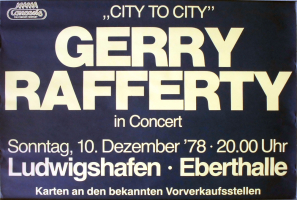 „CITY TO CITY”
GERRY
RAFFERTY
in Concert
Sonntag, 10. Dezember '78 · 20.00 Uhr
Ludwigshafen · Eberthalle
Karten an den bekannten Vorverkaufsstellen